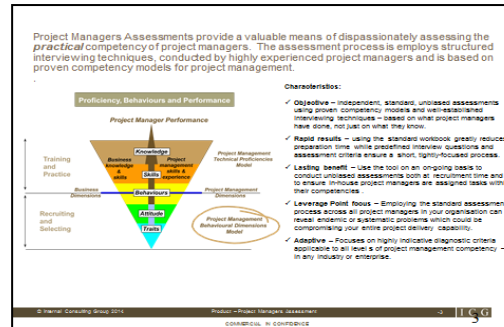 Project Managers Assessments provide a valuable means of dispassionately assessing the
practical competency of project managers. The assessment process is employs structured
interviewing techniques, conducted by highly experienced project managers and is based on
proven competency models for project management.
.
Proficiency, Behaviours and Performance
Project Manager Performance
Knowledge
Business knowledge & skills
Project management skills & experience
Skills
Project Management Technical Proficiencies Model
Training and Practice
Business Dimensions
Behaviours
Project Management Dimensions
Recruiting and Selecting
Attitude
Traits
Project Management Behavioural Dimensions Model
Characteristics:
✓ Objective – Independent, standard, unbiased assessments
using proven competency models and well-established
interviewing techniques – based on what project managers
have done, not just on what they know.
✓ Rapid results – using the standard workbook greatly reduces
preparation time while predefined interview questions and
assessment criteria ensure a short, tightly-focused process.
✓ Lasting benefit – Use the tool on an on-going basis to
conduct unbiased assessments both at recruitment time and
to ensure in-house project managers are assigned tasks with
their competencies .
✓ Leverage Point focus – Employing the standard assessment
process across all project managers in your organisation can
reveal endemic or systematic problems which could be
compromising your entire project delivery capability.
✓ Adaptive – Focuses on highly indicative diagnostic criteria
applicable to all levels of project management competency –
in any industry or enterprise.
© Internal Consulting Group 2014
Product – Project Managers Assessment
-3
ICG
COMMERCIAL IN CONFIDENCE